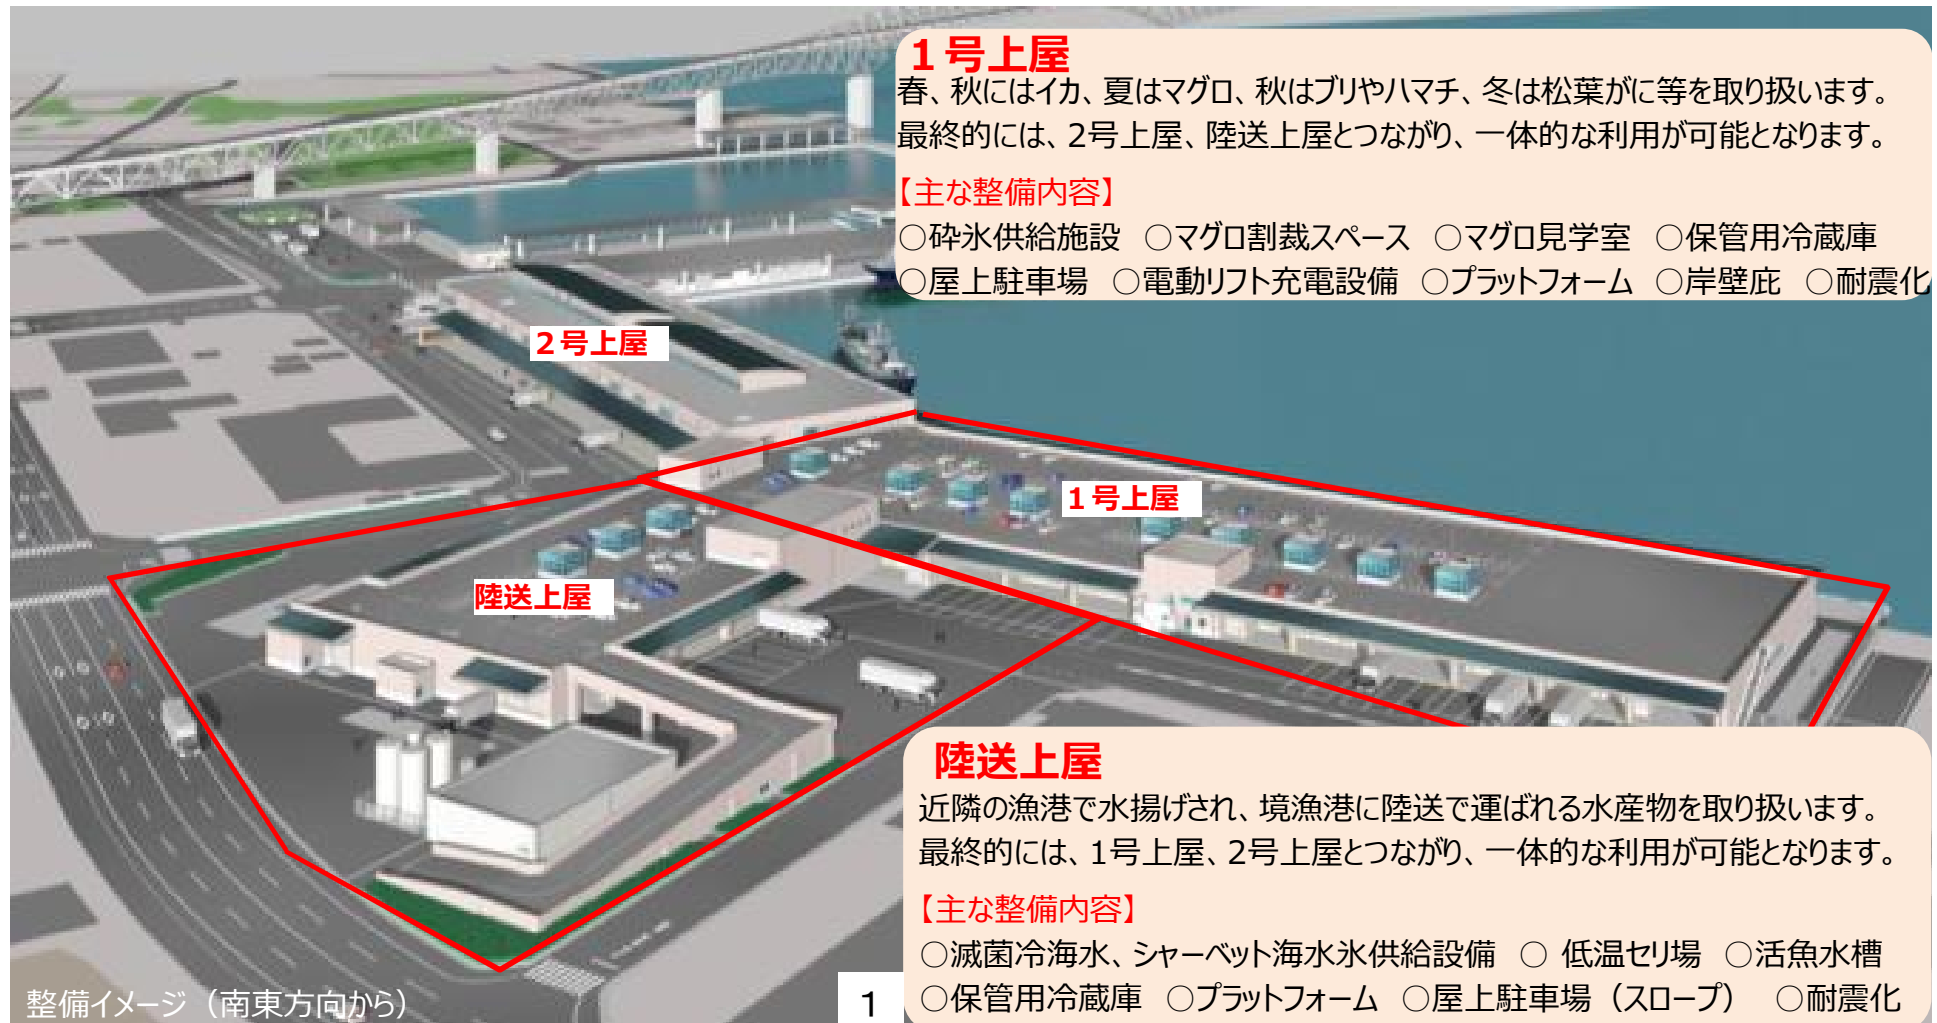 1号上屋
春、秋にはイカ、夏はマグロ、秋はブリやハマチ、冬は松葉がに等を取り扱います。
最終的には、2号上屋、陸送上屋とつながり、一体的な利用が可能となります。
【主な整備内容】
○砕氷供給施設 ○マグロ割裁スペース ○マグロ見学室 ○保管用冷蔵庫
○屋上駐車場 ○電動リフト充電設備 ○プラットフォーム ○岸壁庇 ○耐震化
2号上屋
1号上屋
陸送上屋
陸送上屋
近隣の漁港で水揚げされ、境漁港に陸送で運ばれる水産物を取り扱います。
最終的には、1号上屋、2号上屋とつながり、一体的な利用が可能となります。
【主な整備内容】
○滅菌冷海水、シャーベット海水氷供給設備 ○ 低温セリ場 ○活魚水槽
○保管用冷蔵庫 ○プラットフォーム ○屋上駐車場（スロープ） ○耐震化
整備イメージ（南東方向から）
1